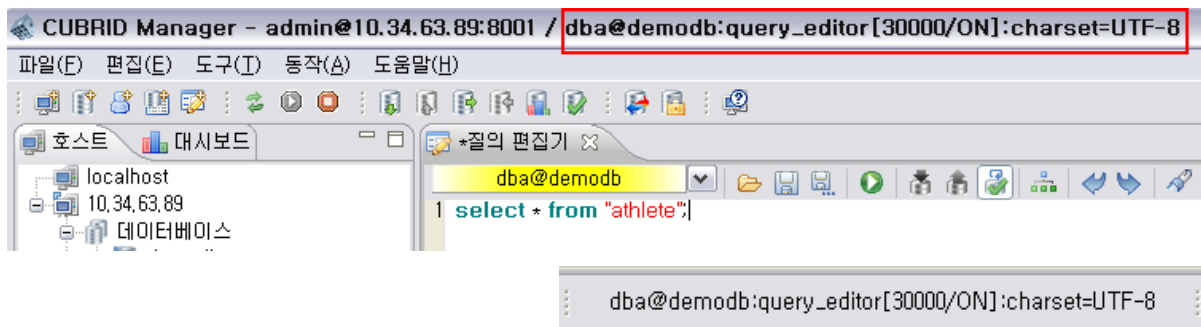 CUBRID Manager - admin@10.34.63.89:8001 / dba@demodb:query_editor[30000/ON]:charset=UTF-8
파일(F) 편집(E) 도구(T) 동작(A) 도움말(H)
호스트 대시보드 *질의 편집기
localhost dba@demodb
10,34,63,89 1 select * from "athlete";
데이터베이스
dba@demodb:query_editor[30000/ON]:charset=UTF-8